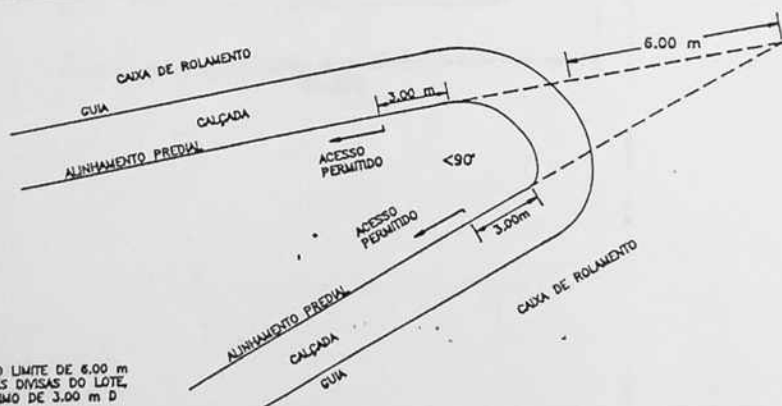 CAIXA DE ROLAMENTO
6.00 m
GUIA
CALÇADA
3.00 m
ALINHAMENTO PREDIAL
ACESSO
PERMITIDO
<90°
ACESSO
PERMITIDO
3.00m
CAIXA DE ROLAMENTO
ALINHAMENTO PREDIAL
CALÇADA
GUIA
O LIMITE DE 6.00 m
S DIVISAS DO LOTE,
MO DE 3.00 m D